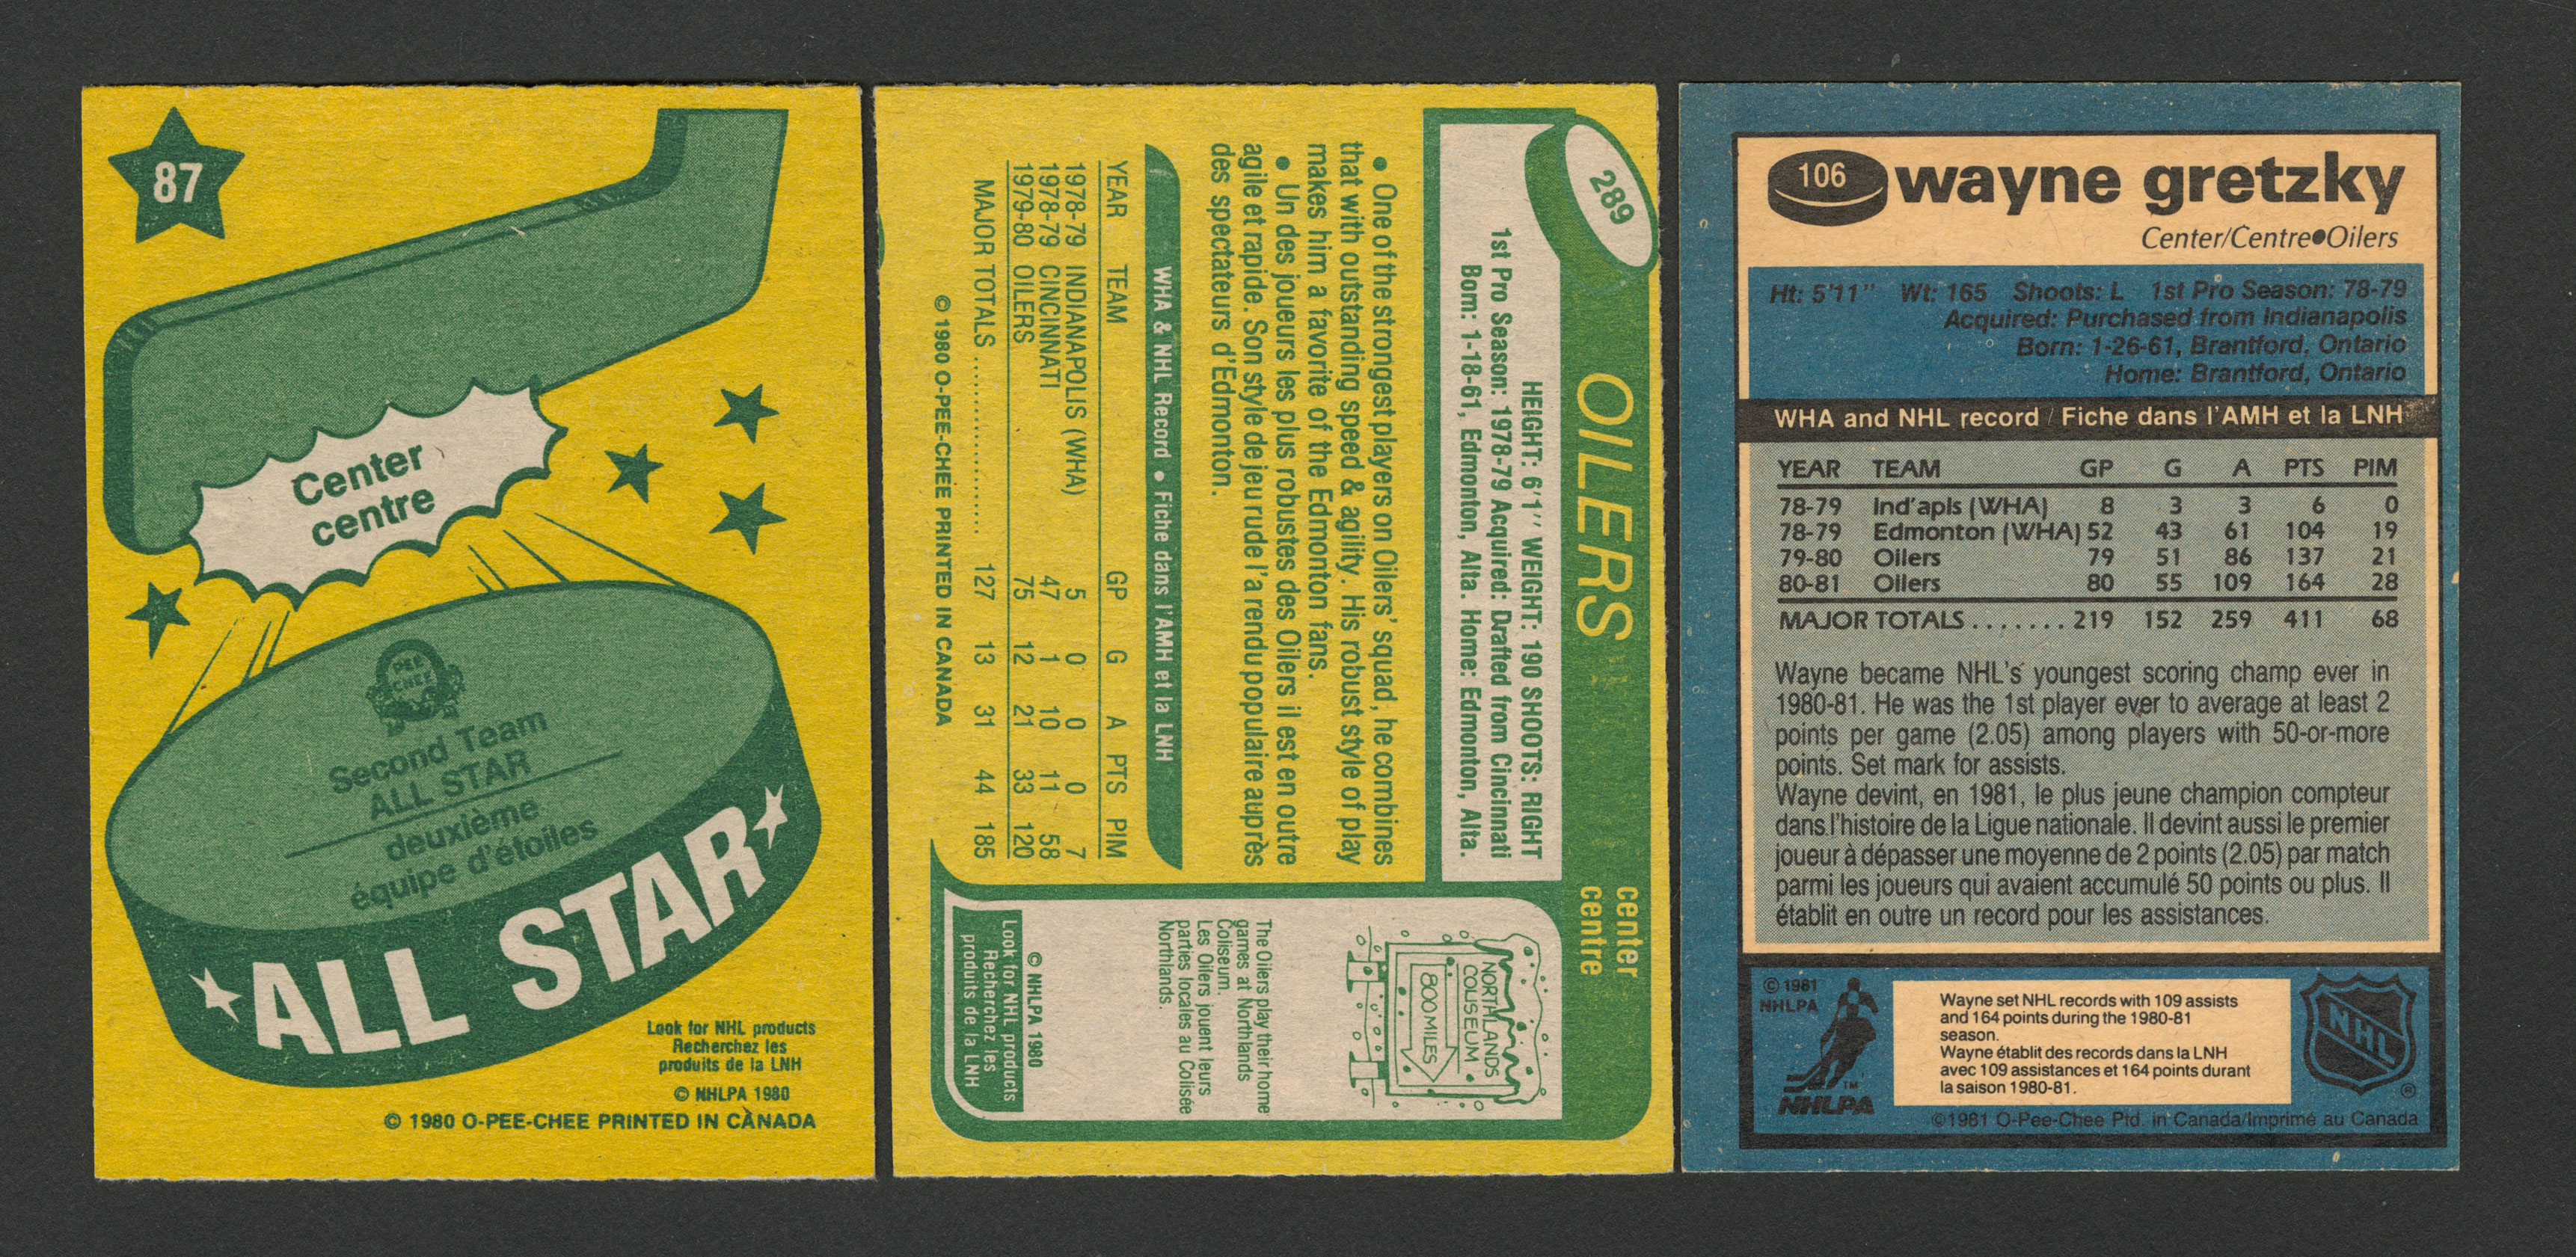 87
Center
centre
PEE
CHEE
Second Team
ALL STAR
deuxième
équipe d'étoiles
ALL STAR
Look for NHL products
Recherchez les
produits de la LNH
© NHLPA 1980
© 1980 O-PEE-CHEE PRINTED IN CANADA
289
OILERS
center
centre
HEIGHT: 6'1'' WEIGHT: 190 SHOOTS: RIGHT
1st Pro Season: 1978-79 Acquired: Drafted from Cincinnati
Born: 1-18-61, Edmonton, Alta. Home: Edmonton, Alta.
• One of the strongest players on Oilers' squad, he combines
that with outstanding speed & agility. His robust style of play
makes him a favorite of the Edmonton fans.
• Un des joueurs les plus robustes des Oilers il est en outre
agile et rapide. Son style de jeu rude l'a rendu populaire auprès
des spectateurs d'Edmonton.
WHA & NHL Record • Fiche dans l'AMH et la LNH
YEAR TEAM GP G A PTS PIM
1978-79 INDIANAPOLIS (WHA) 5 0 0 0 7
1978-79 CINCINNATI 47 1 10 11 58
1979-80 OILERS 75 12 21 33 120
MAJOR TOTALS ...................... 127 13 31 44 185
© 1980 O-PEE-CHEE PRINTED IN CANADA
NORTHLANDS
COLISEUM
800 MILES
The Oilers play their home
games at Northlands
Coliseum.
Les Oilers jouent leurs
parties locales au Colisée
Northlands.
© NHLPA 1980
Look for NHL products
Recherchez les
produits de la LNH
106
wayne gretzky
Center/Centre●Oilers
Ht: 5'11'' Wt: 165 Shoots: L 1st Pro Season: 78-79
Acquired: Purchased from Indianapolis
Born: 1-26-61, Brantford, Ontario
Home: Brantford, Ontario
WHA and NHL record / Fiche dans l'AMH et la LNH
YEAR TEAM GP G A PTS PIM
78-79 Ind'apls (WHA) 8 3 3 6 0
78-79 Edmonton (WHA) 52 43 61 104 19
79-80 Oilers 79 51 86 137 21
80-81 Oilers 80 55 109 164 28
MAJOR TOTALS ....... 219 152 259 411 68
Wayne became NHL's youngest scoring champ ever in
1980-81. He was the 1st player ever to average at least 2
points per game (2.05) among players with 50-or-more
points. Set mark for assists.
Wayne devint, en 1981, le plus jeune champion compteur
dans l'histoire de la Ligue nationale. Il devint aussi le premier
joueur à dépasser une moyenne de 2 points (2.05) par match
parmi les joueurs qui avaient accumulé 50 points ou plus. Il
établit en outre un record pour les assistances.
© 1981
NHLPA
TM
NHLPA
Wayne set NHL records with 109 assists
and 164 points during the 1980-81
season.
Wayne établit des records dans la LNH
avec 109 assistances et 164 points durant
la saison 1980-81.
NHL
®
©1981 O-Pee-Chee Ptd. in Canada/Imprimé au Canada